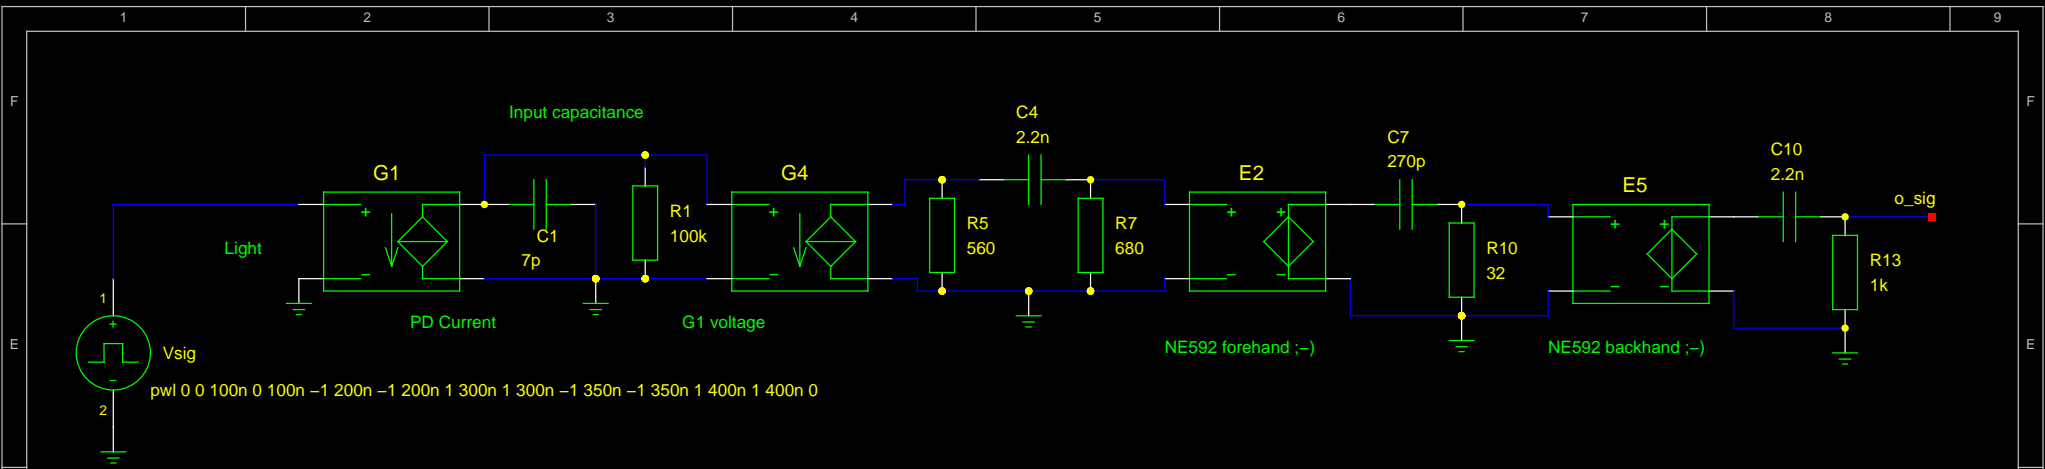 1 2 3 4 5 6 7 8 9
F F
Input capacitance
C4
2.2n
C7
270p
C10
2.2n
G1
G4
E2
E5
o_sig
+ + + + + +
R1
100k
C1
7p
R5
560
R7
680
R10
32
R13
1k
Light
− − − − − −
PD Current
G1 voltage
NE592 forehand ;−)
NE592 backhand ;−)
E E
1
+
Vsig
−
pwl 0 0 100n 0 100n −1 200n −1 200n 1 300n 1 300n −1 350n −1 350n 1 400n 1 400n 0
2